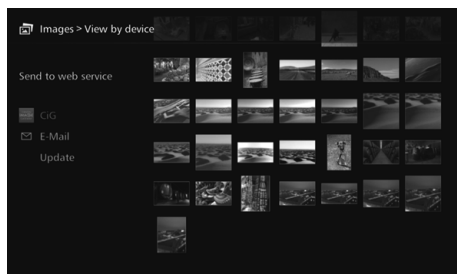 Images > View by device
Send to web service
CiG
E-Mail
Update